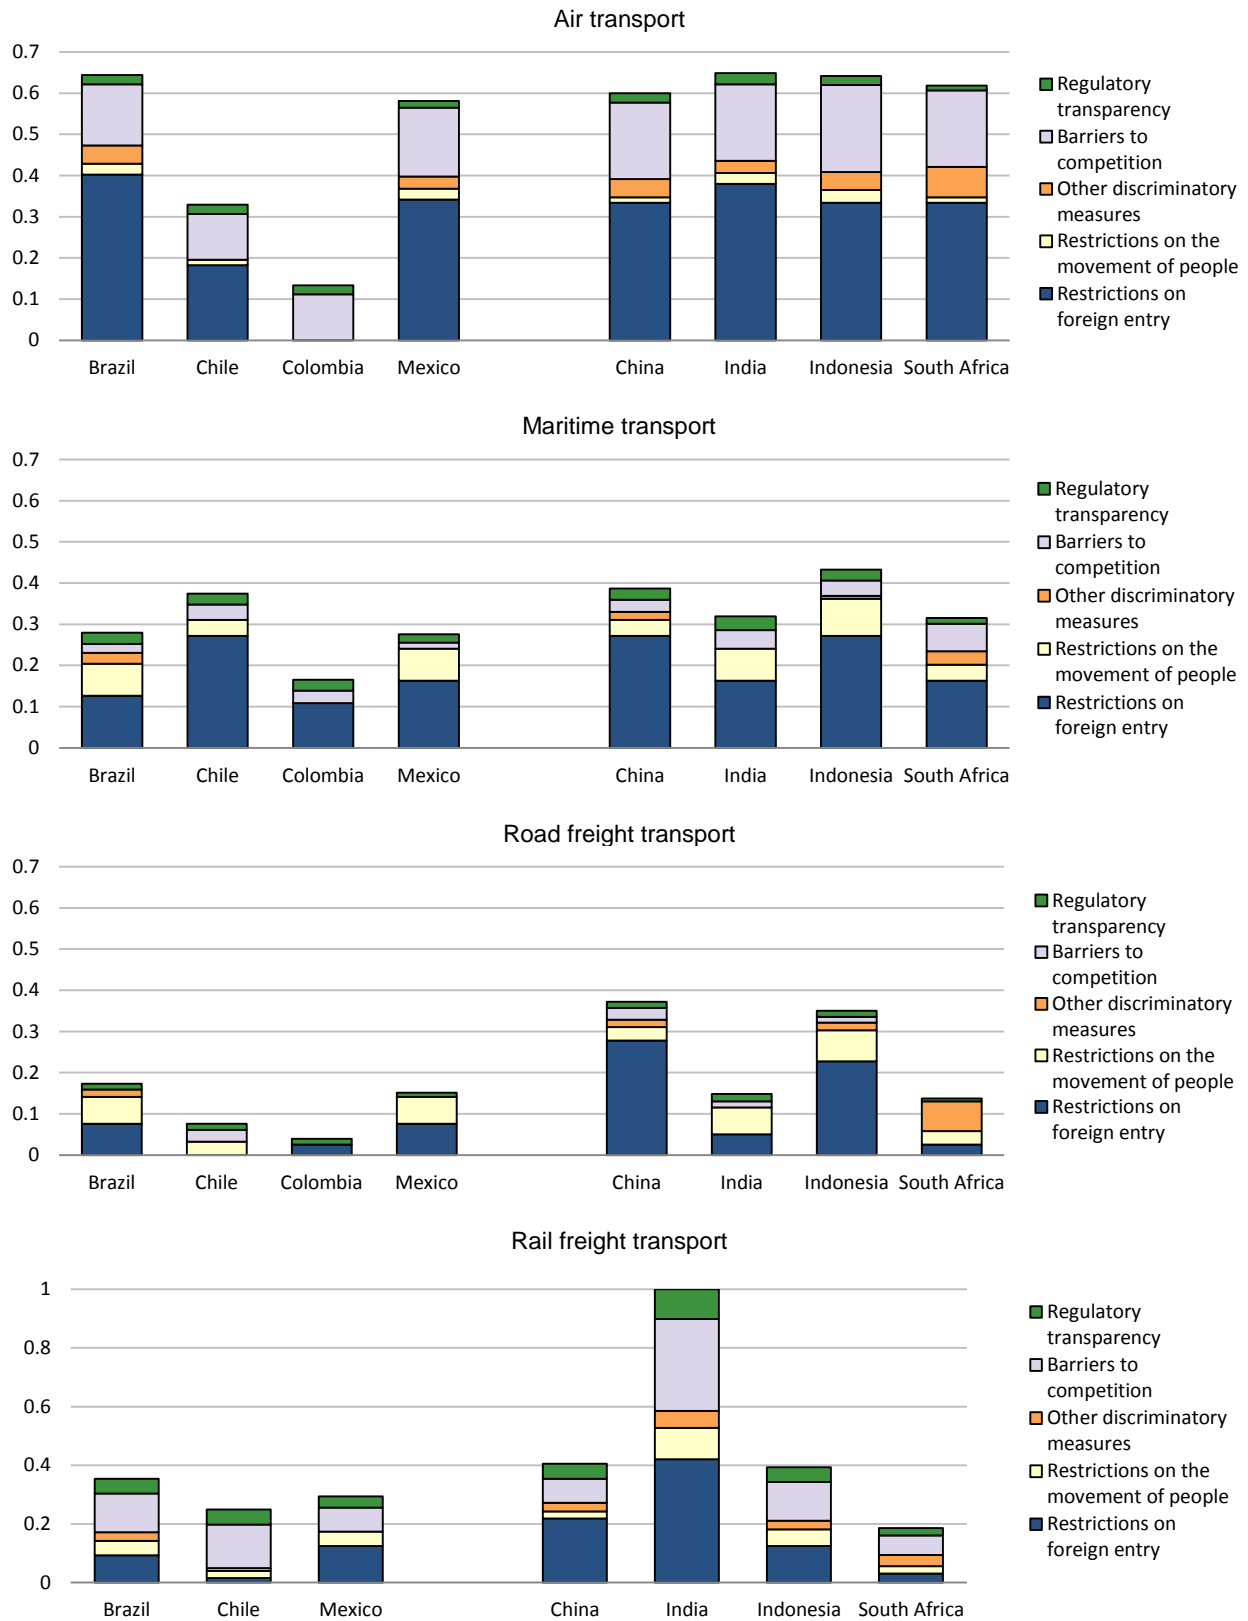 Air transport
0.7
0.6
0.5
0.4
0.3
0.2
0.1
0
Brazil
Chile
Colombia
Mexico
China
India
Indonesia
South Africa
Regulatory
transparency
Barriers to
competition
Other discriminatory
measures
Restrictions on the
movement of people
Restrictions on
foreign entry
Maritime transport
0.7
0.6
0.5
0.4
0.3
0.2
0.1
0
Brazil
Chile
Colombia
Mexico
China
India
Indonesia
South Africa
Regulatory
transparency
Barriers to
competition
Other discriminatory
measures
Restrictions on the
movement of people
Restrictions on
foreign entry
Road freight transport
0.7
0.6
0.5
0.4
0.3
0.2
0.1
0
Brazil
Chile
Colombia
Mexico
China
India
Indonesia
South Africa
Regulatory
transparency
Barriers to
competition
Other discriminatory
measures
Restrictions on the
movement of people
Restrictions on
foreign entry
Rail freight transport
1
0.8
0.6
0.4
0.2
0
Brazil
Chile
Mexico
China
India
Indonesia
South Africa
Regulatory
transparency
Barriers to
competition
Other discriminatory
measures
Restrictions on the
movement of people
Restrictions on
foreign entry